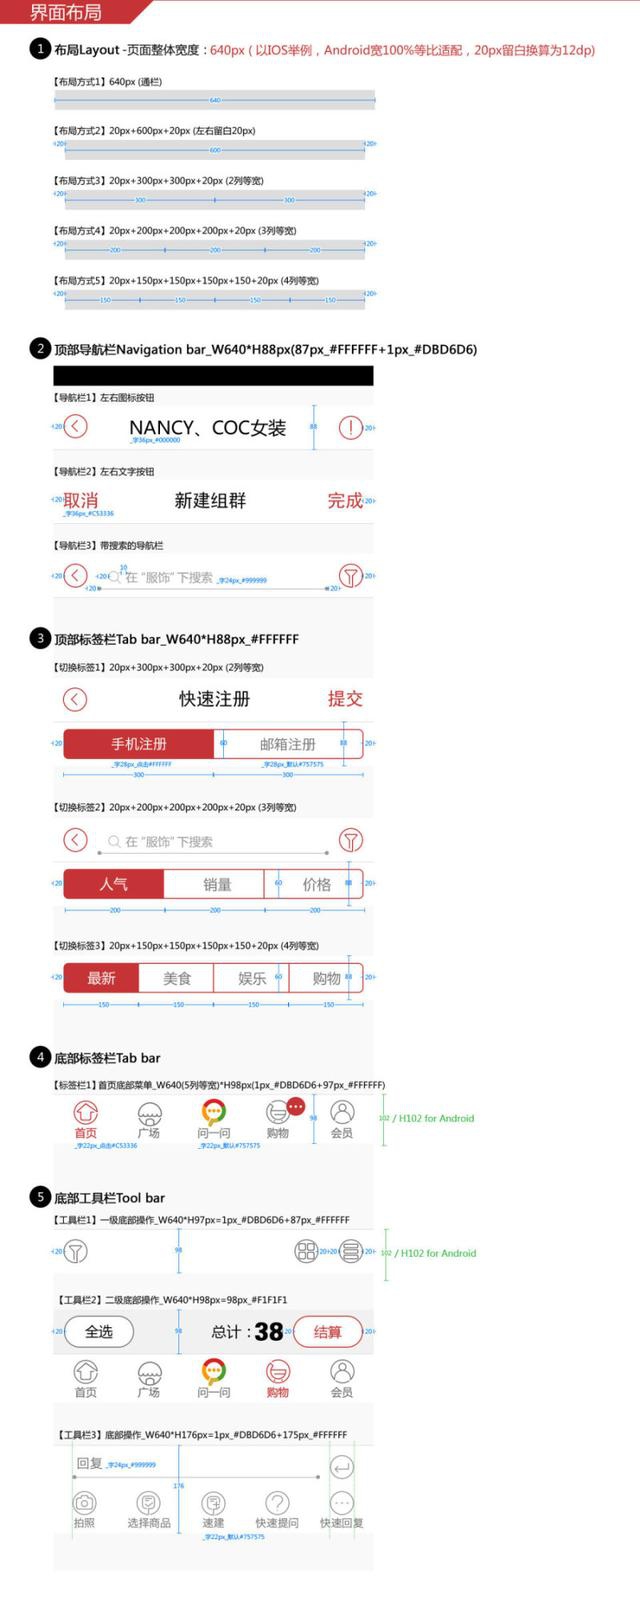 界面布局
1 布局Layout -页面整体宽度：640px ( 以IOS举例，Android宽100%等比适配，20px留白换算为12dp)
【布局方式1】640px (通栏)
640
【布局方式2】20px+600px+20px (左右留白20px)
20 600 20
【布局方式3】20px+300px+300px+20px (2列等宽)
20 300 300 20
【布局方式4】20px+200px+200px+200px+20px (3列等宽)
20 200 200 200 20
【布局方式5】20px+150px+150px+150px+150+20px (4列等宽)
20 150 150 150 150 20
2 顶部导航栏Navigation bar_W640*H88px(87px_#FFFFFF+1px_#DBD6D6)
【导航栏1】左右图标按钮
20 NANCY、COC女装 88 20
_字36px_#000000
【导航栏2】左右文字按钮
20 取消 新建组群 完成 20
_字36px_#C53336
【导航栏3】带搜索的导航栏
20 20 10 在 “服饰” 下搜索 _字24px_#999999 20
20 20
3 顶部标签栏Tab bar_W640*H88px_#FFFFFF
【切换标签1】20px+300px+300px+20px (2列等宽)
快速注册 提交
20 手机注册 60 邮箱注册 88 20
_字28px_点击#FFFFFF _字28px_默认#757575
300 300
【切换标签2】20px+200px+200px+200px+20px (3列等宽)
在 “服饰” 下搜索
20 人气 销量 60 价格 88 20
200 200 200
【切换标签3】20px+150px+150px+150px+150+20px (4列等宽)
20 最新 美食 娱乐 60 购物 88 20
150 150 150 150
4 底部标签栏Tab bar
【标签栏1】首页底部菜单_W640(5列等宽)*H98px(1px_#DBD6D6+97px_#FFFFFF)
98 102 / H102 for Android
首页 广场 问一问 购物 会员
_字22px_点击#C53336 _字22px_默认#757575
5 底部工具栏Tool bar
【工具栏1】一级底部操作_W640*H97px=1px_#DBD6D6+87px_#FFFFFF
20 98 20 20 20 102 / H102 for Android
【工具栏2】二级底部操作_W640*H98px=98px_#F1F1F1
20 全选 98 总计：38 20 结算 20
首页 广场 问一问 购物 会员
【工具栏3】底部操作_W640*H176px=1px_#DBD6D6+175px_#FFFFFF
回复 _字24px_#999999
176
拍照 选择商品 速建 快速提问 快速回复
_字22px_默认#757575